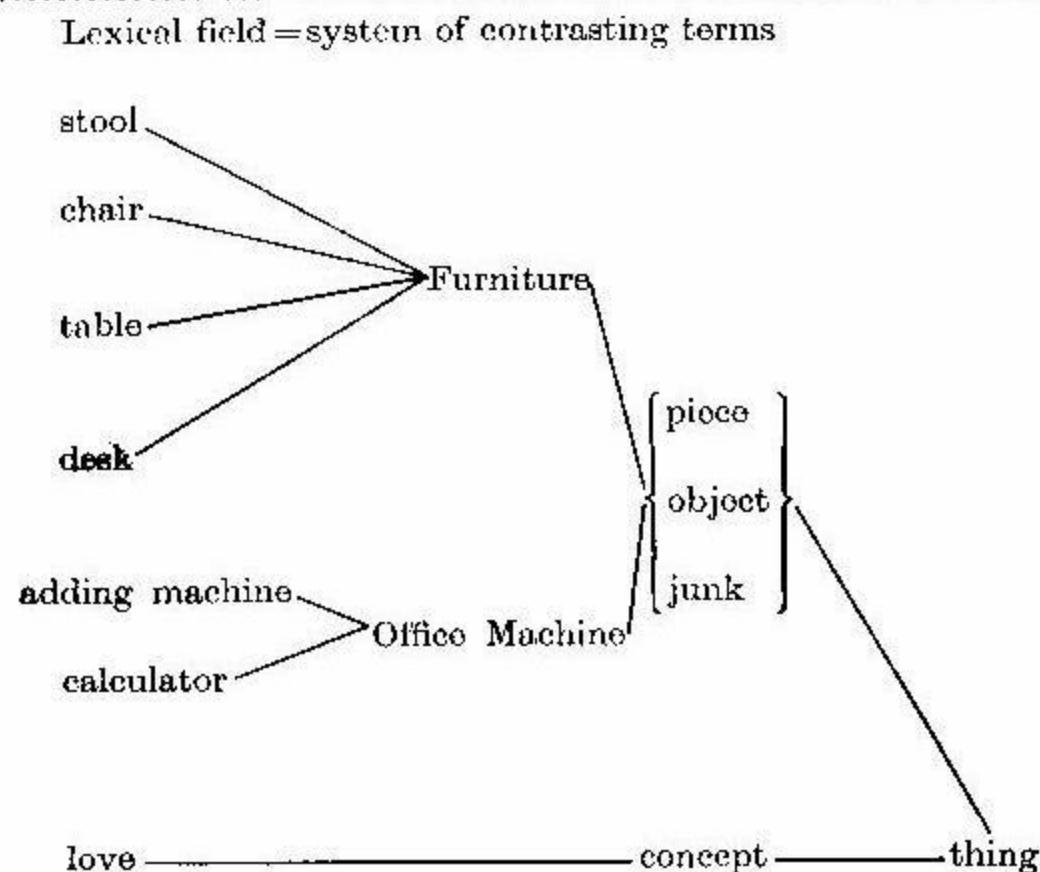 Lexical field=system of contrasting terms
stool
chair
Furniture
table
piece
desk
object
adding machine
junk
Office Machine
calculator
love
concept
thing